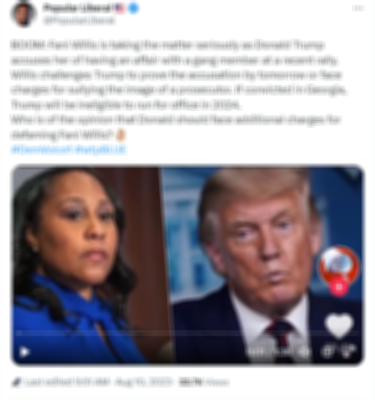 Popular Liberal 🇺🇸
@PopularLiberal
BOOM: Fani Willis is taking the matter seriously as Donald Trump
accuses her of having an affair with a gang member at a recent rally.
Willis challenges Trump to prove the accusation by tomorrow or face
charges for sullying the image of a prosecutor. If convicted in Georgia,
Trump will be ineligible to run for office in 2024.
Who is of the opinion that Donald should face additional charges for
defaming Fani Willis?
Last edited AM · Aug 10, 2023 · Views